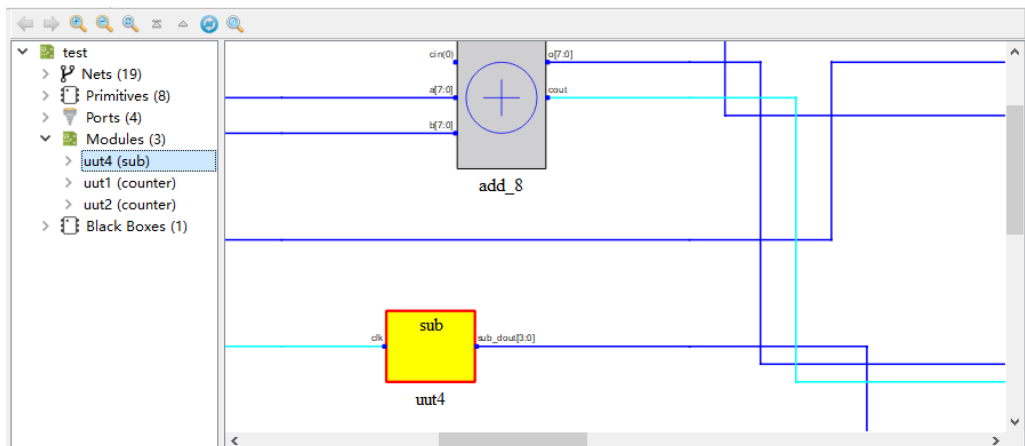 test
Nets (19)
Primitives (8)
Ports (4)
Modules (3)
uut4 (sub)
uut1 (counter)
uut2 (counter)
Black Boxes (1)
cin(0)
o[7:0]
a[7:0]
cout
b[7:0]
add_8
sub
clk
sub_dout[3:0]
uut4